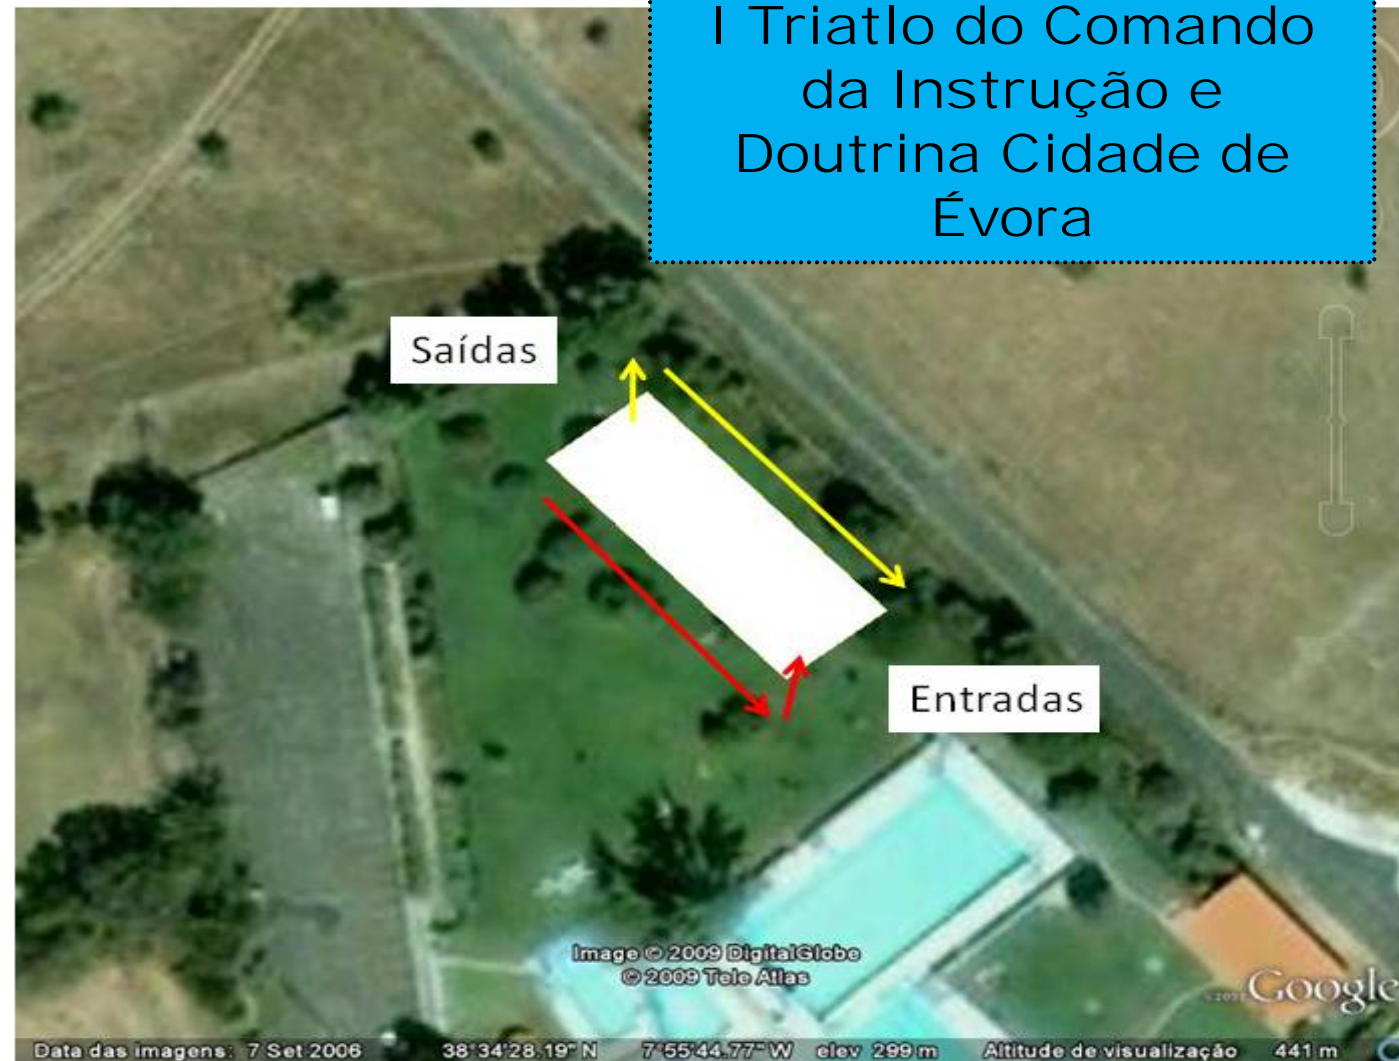 I Triatlo do Comando
da Instrução e
Doutrina Cidade de
Évora
Saídas
Entradas
Image © 2009 DigitalGlobe
© 2009 Tele Atlas
Google
Data das imagens: 7 Set 2006 38°34'28.19" N 7°55'44.77" W elev 299 m Altitude de visualização 441 m